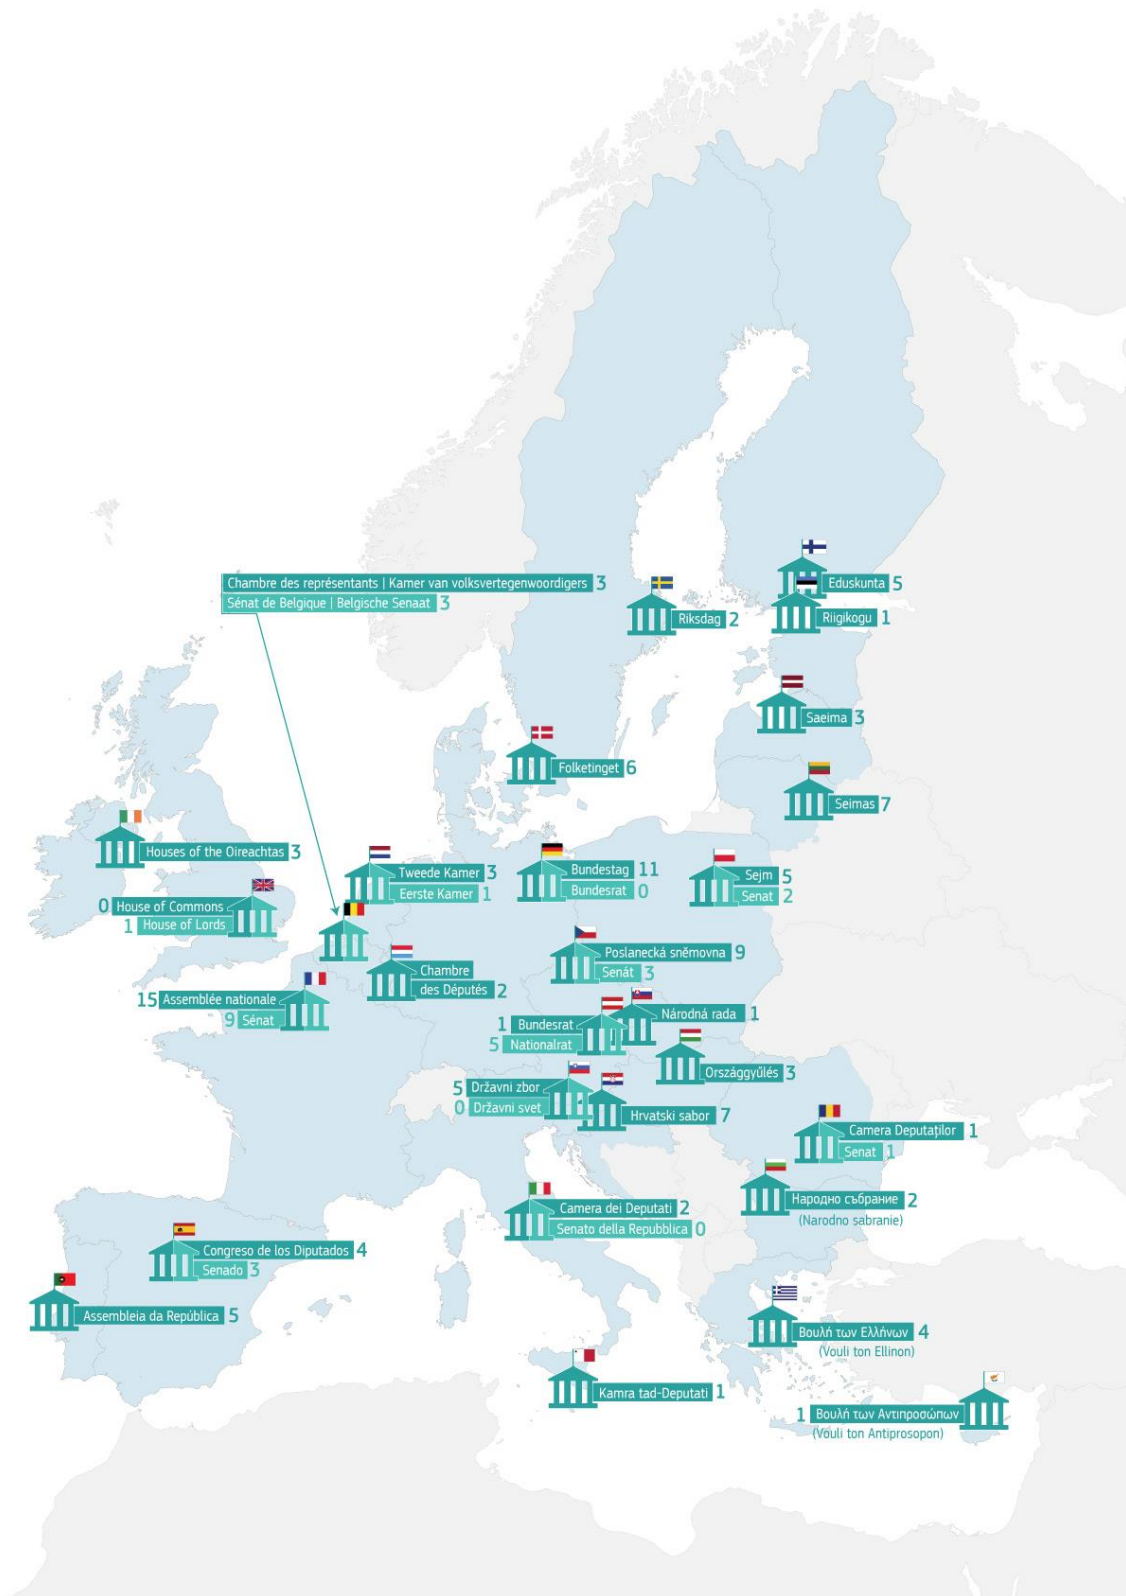 Eduskunta 5
Chambre des représentants | Kamer van volksvertegenwoordigers 3
Sénat de Belgique | Belgische Senaat 3
Riksdag 2
Riigikogu 1
Saeima 3
Folketinget 6
Seimas 7
Houses of the Oireachtas 3
Tweede Kamer 3
Eerste Kamer 1
Bundestag 11
Bundesrat 0
Sejm 5
Senat 2
0 House of Commons
1 House of Lords
Poslanecká sněmovna 9
Senát 3
Chambre
des Députés 2
15 Assemblée nationale
9 Sénat
Národná rada 1
1 Bundesrat
5 Nationalrat
Országgyűlés 3
5 Državni zbor
0 Državni svet
Hrvatski sabor 7
Camera Deputaţilor 1
Senat 1
Народно събрание 2
(Narodno sabranie)
Camera dei Deputati 2
Senato della Repubblica 0
Congreso de los Diputados 4
Senado 3
Assembleia da República 5
Βουλή των Ελλήνων 4
(Vouli ton Ellinon)
Kamra tad-Deputati 1
1 Βουλή των Αντιπροσώπων
(Vouli ton Antiprosopon)